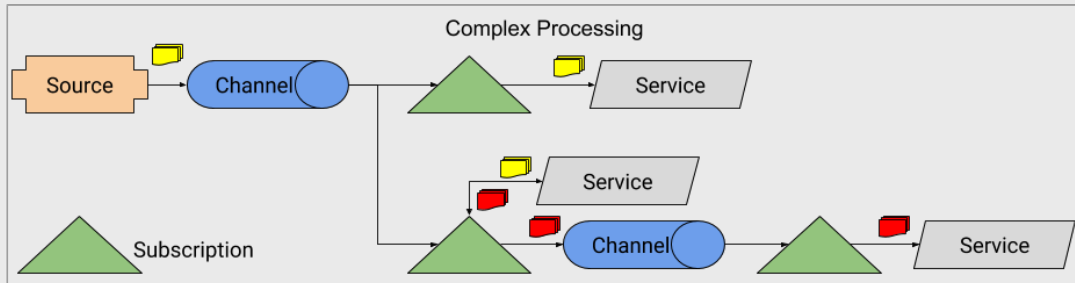 Complex Processing
Source
Channel
Service
Service
Subscription
Channel
Service